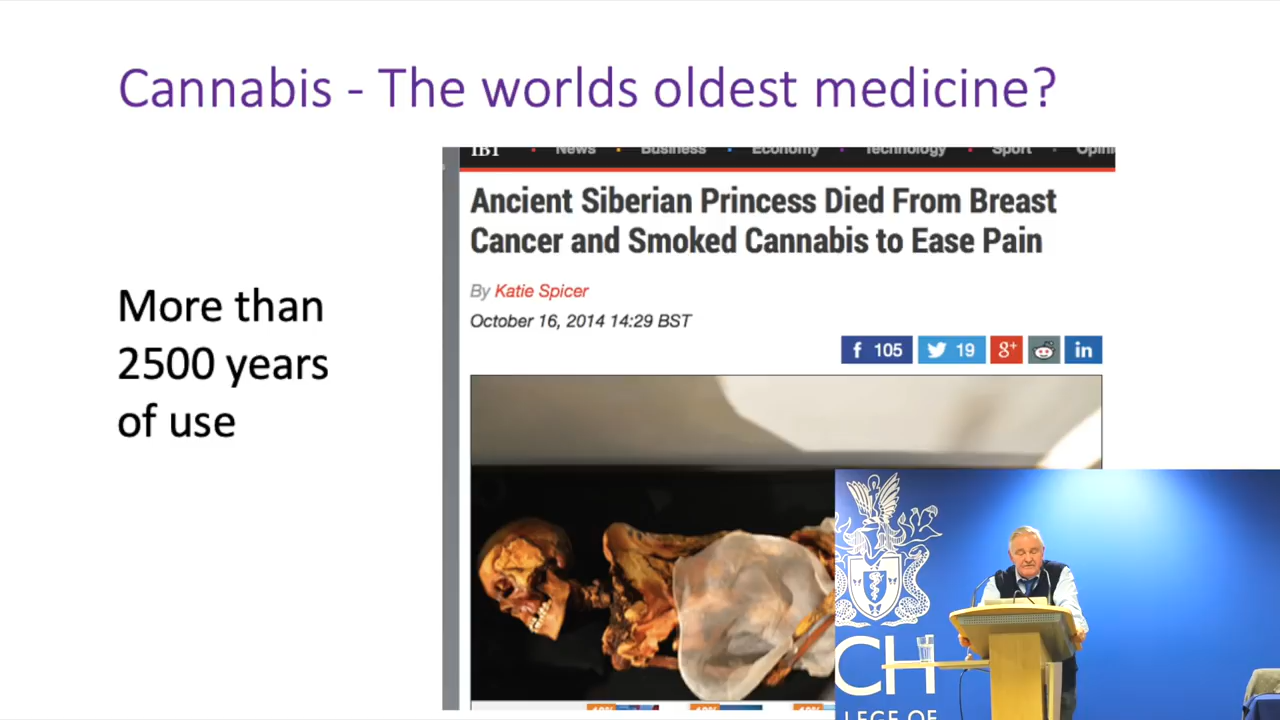 Cannabis - The worlds oldest medicine?
More than
2500 years
of use
IBT News Business Economy Technology Sport
Ancient Siberian Princess Died From Breast
Cancer and Smoked Cannabis to Ease Pain
By Katie Spicer
October 16, 2014 14:29 BST
f 105 19 8+ in
CH
LEGE OF